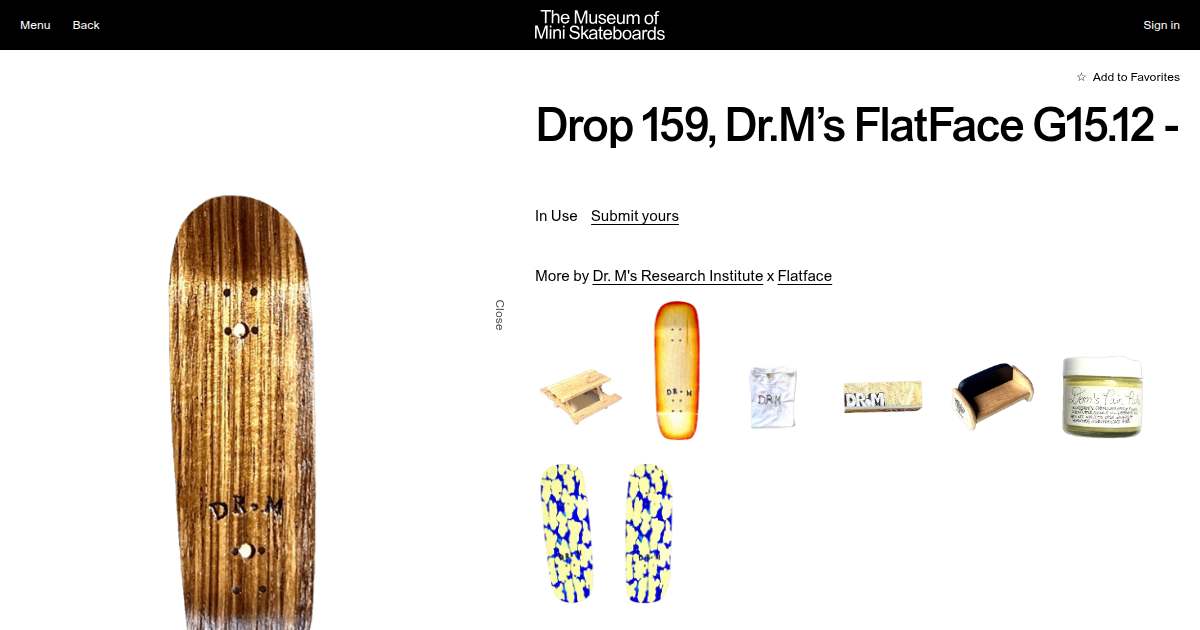 Menu
Back
The Museum of
Mini Skateboards
Sign in
☆ Add to Favorites
Drop 159, Dr.M’s FlatFace G15.12 -
In Use Submit yours
More by Dr. M's Research Institute x Flatface
Close
DR•M
DR•M
DRM
DR•M